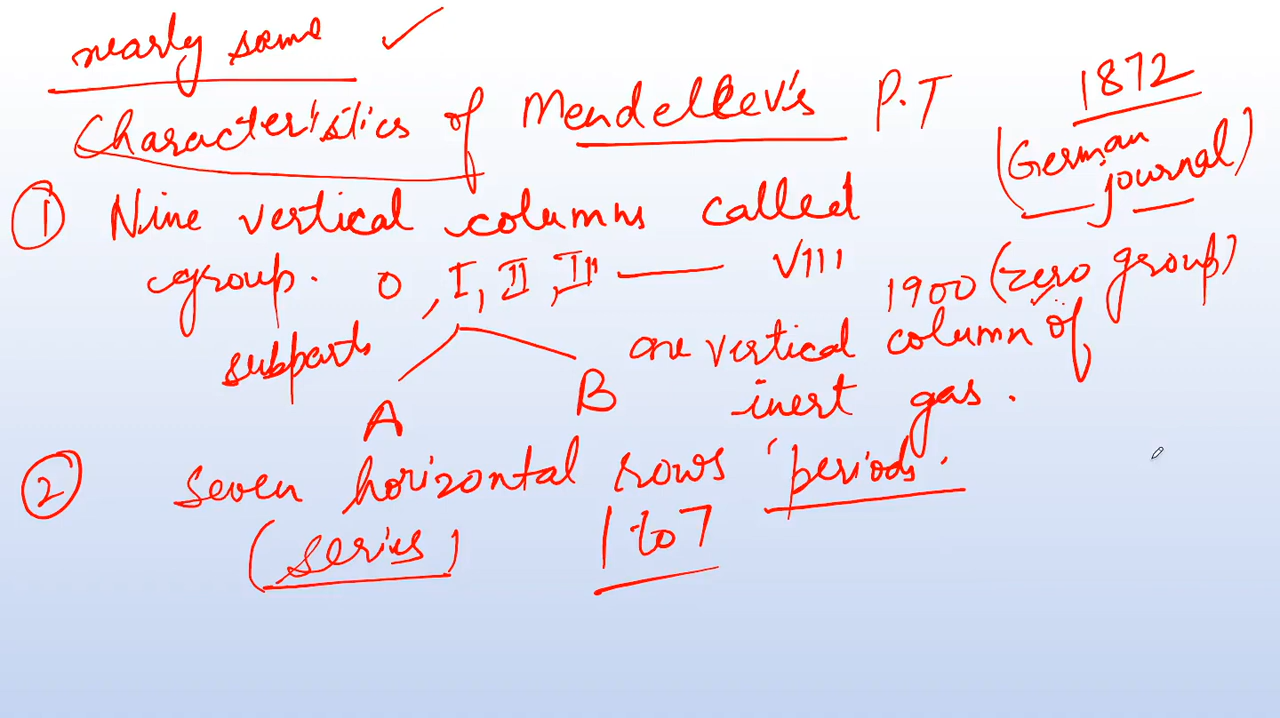 nearly same ✓
Characteristics of Mendeleev's P.T
1872
(German journal)
① Nine vertical columns called
group. 0, I, II, III — VIII
1900 (zero group)
subparts
A B
one vertical column of
inert gas.
② Seven horizontal rows 'periods'.
(series) 1 to 7